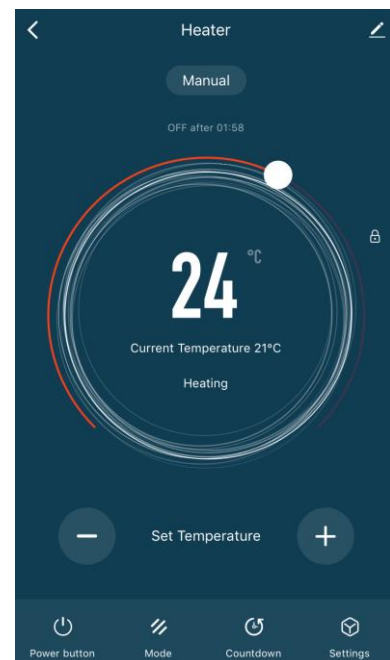 Heater
Manual
OFF after 01:58
24 °C
Current Temperature 21°C
Heating
Set Temperature
Power button Mode Countdown Settings